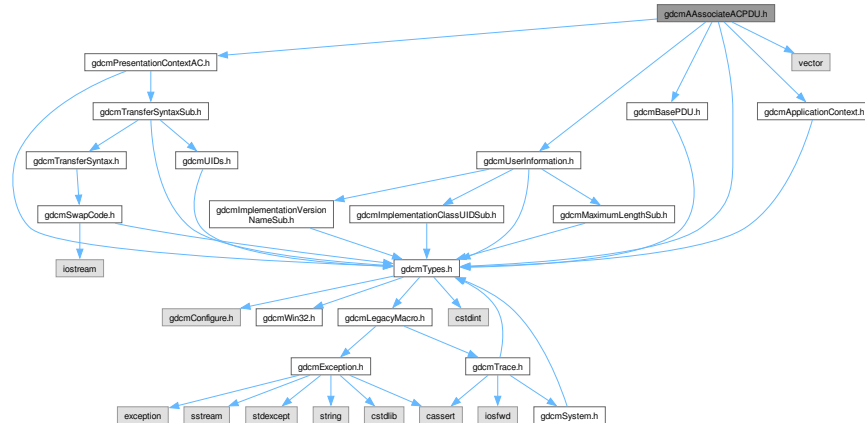 gdcmAAssociateACPDU.h
gdcmPresentationContextAC.h
vector
gdcmTransferSyntaxSub.h
gdcmBasePDU.h
gdcmApplicationContext.h
gdcmTransferSyntax.h
gdcmUIDs.h
gdcmUserInformation.h
gdcmSwapCode.h
gdcmImplementationVersion
NameSub.h
gdcmImplementationClassUIDSub.h
gdcmMaximumLengthSub.h
iostream
gdcmTypes.h
gdcmConfigure.h
gdcmWin32.h
gdcmLegacyMacro.h
cstdint
gdcmException.h
gdcmTrace.h
exception
sstream
stdexcept
string
cstdlib
cassert
iosfwd
gdcmSystem.h